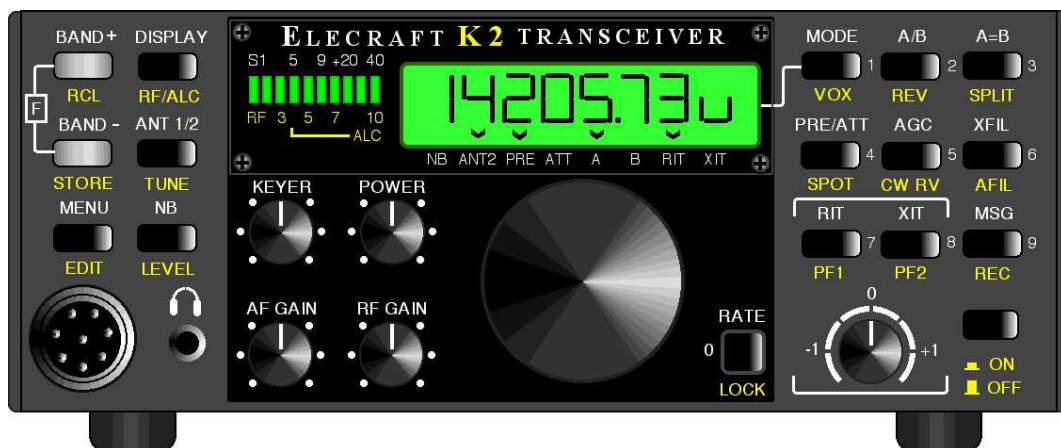 BAND+ DISPLAY ELECRAFT K2 TRANSCEIVER MODE A/B A=B
S1 5 9 +20 40
1 2 3
F RCL RF/ALC 14205.73u VOX REV SPLIT
RF 3 5 7 10
ALC
BAND - ANT 1/2 PRE/ATT AGC XFIL
NB ANT2 PRE ATT A B RIT XIT
4 5 6
STORE TUNE SPOT CW RV AFIL
KEYER POWER
MENU NB RIT XIT MSG
7 8 9
EDIT LEVEL PF1 PF2 REC
0
AF GAIN RF GAIN RATE
0 -1 +1
ON
LOCK OFF